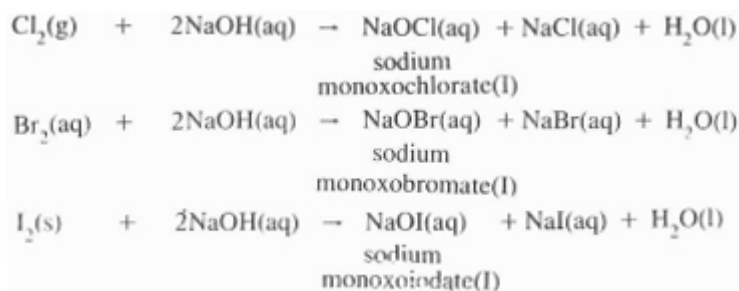 Cl₂(g) + 2NaOH(aq) → NaOCl(aq) + NaCl(aq) + H₂O(l)
sodium
monoxochlorate(I)
Br₂(aq) + 2NaOH(aq) → NaOBr(aq) + NaBr(aq) + H₂O(l)
sodium
monoxobromate(I)
I₂(s) + 2NaOH(aq) → NaOI(aq) + NaI(aq) + H₂O(l)
sodium
monoxoiodate(I)